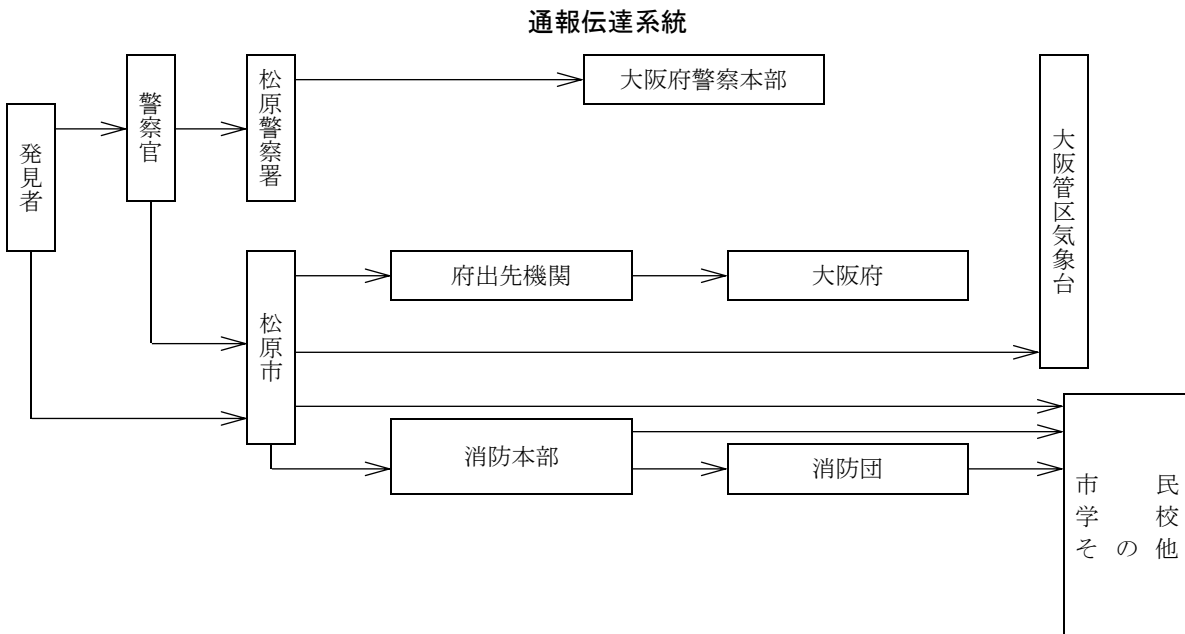 通報伝達系統
発見者
警察官
松原警察署
大阪府警察本部
大阪管区気象台
松原市
府出先機関
大阪府
消防本部
消防団
市民
学校
その他